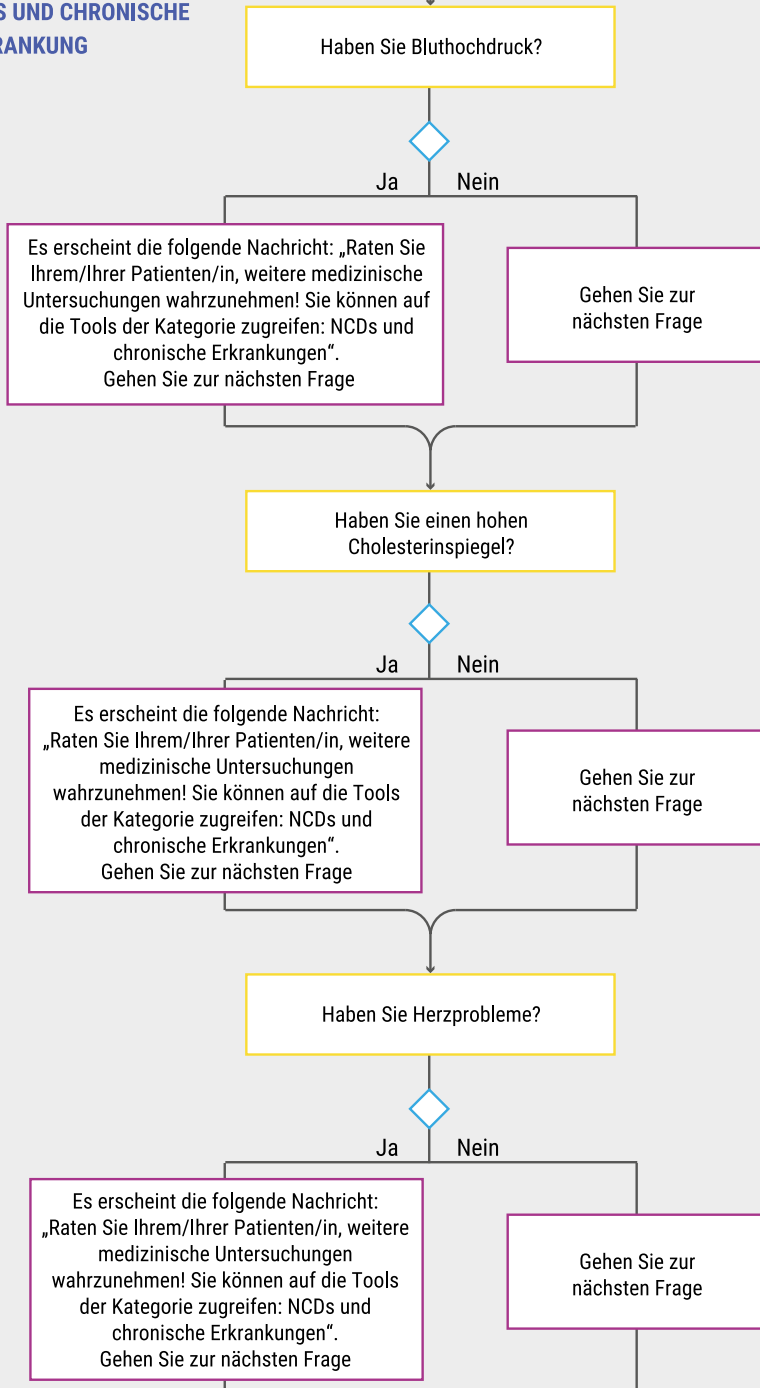 S UND CHRONISCHE
RANKUNG
Haben Sie Bluthochdruck?
Ja
Nein
Es erscheint die folgende Nachricht: „Raten Sie
Ihrem/Ihrer Patienten/in, weitere medizinische
Untersuchungen wahrzunehmen! Sie können auf
die Tools der Kategorie zugreifen: NCDs und
chronische Erkrankungen“.
Gehen Sie zur nächsten Frage
Gehen Sie zur
nächsten Frage
Haben Sie einen hohen
Cholesterinspiegel?
Ja
Nein
Es erscheint die folgende Nachricht:
„Raten Sie Ihrem/Ihrer Patienten/in, weitere
medizinische Untersuchungen
wahrzunehmen! Sie können auf die Tools
der Kategorie zugreifen: NCDs und
chronische Erkrankungen“.
Gehen Sie zur nächsten Frage
Gehen Sie zur
nächsten Frage
Haben Sie Herzprobleme?
Ja
Nein
Es erscheint die folgende Nachricht:
„Raten Sie Ihrem/Ihrer Patienten/in, weitere
medizinische Untersuchungen
wahrzunehmen! Sie können auf die Tools
der Kategorie zugreifen: NCDs und
chronische Erkrankungen“.
Gehen Sie zur nächsten Frage
Gehen Sie zur
nächsten Frage